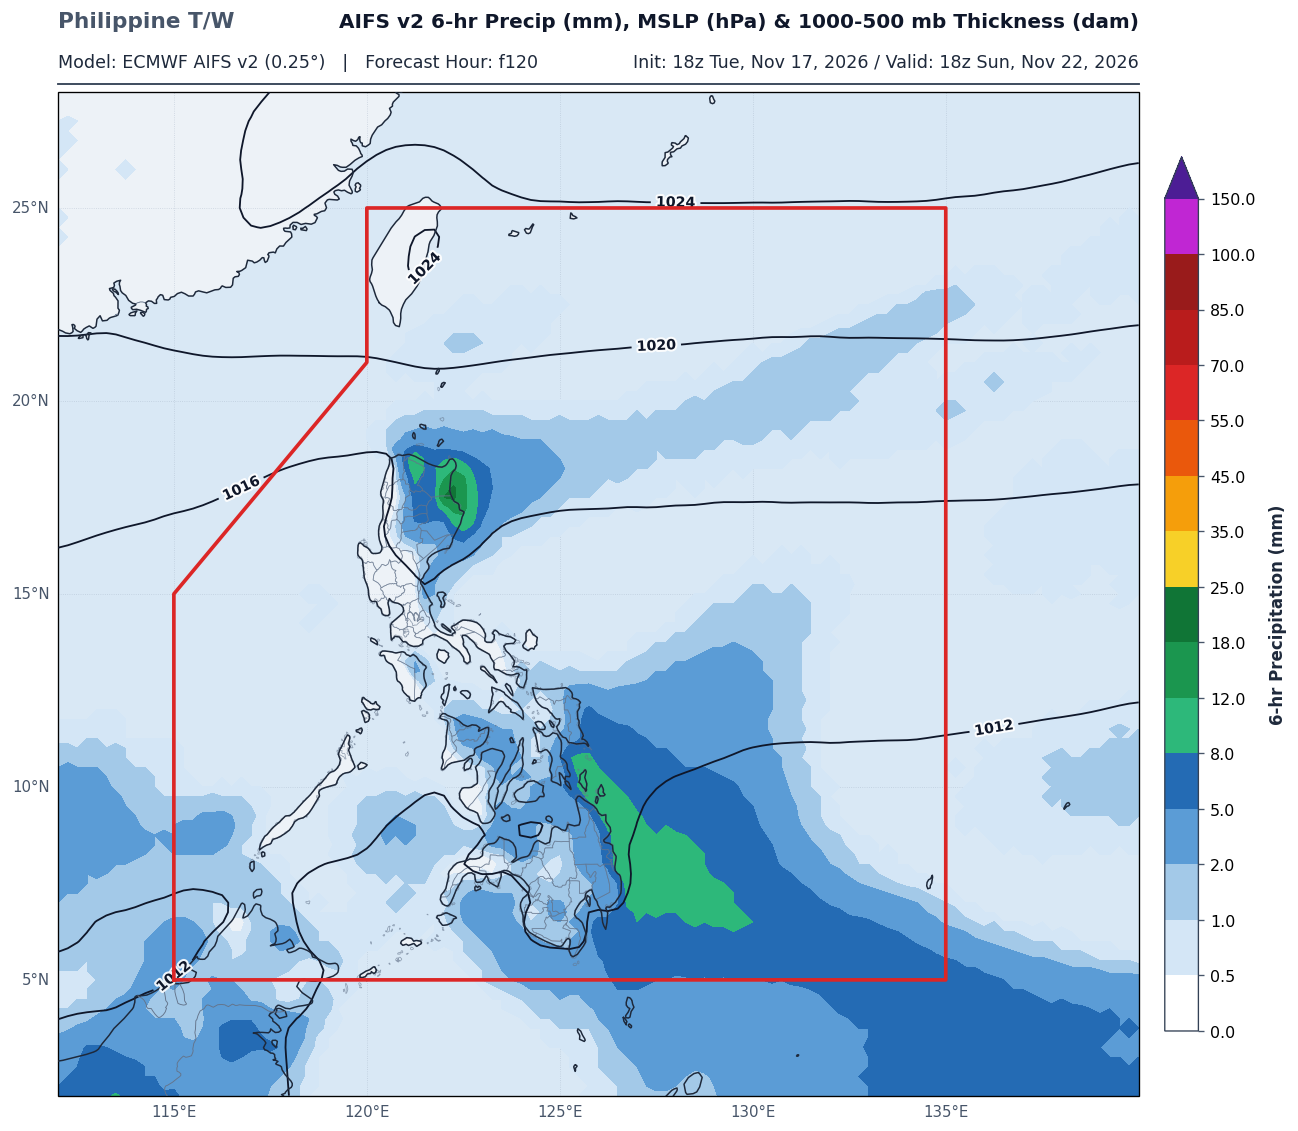 Philippine T/W
AIFS v2 6-hr Precip (mm), MSLP (hPa) & 1000-500 mb Thickness (dam)
Model: ECMWF AIFS v2 (0.25°) | Forecast Hour: f120
Init: 18z Tue, Nov 17, 2026 / Valid: 18z Sun, Nov 22, 2026
25°N
20°N
15°N
10°N
5°N
1024
1024
1020
1016
1012
1012
115°E
120°E
125°E
130°E
135°E
150.0
100.0
85.0
70.0
55.0
45.0
35.0
25.0
18.0
12.0
8.0
5.0
2.0
1.0
0.5
0.0
6-hr Precipitation (mm)